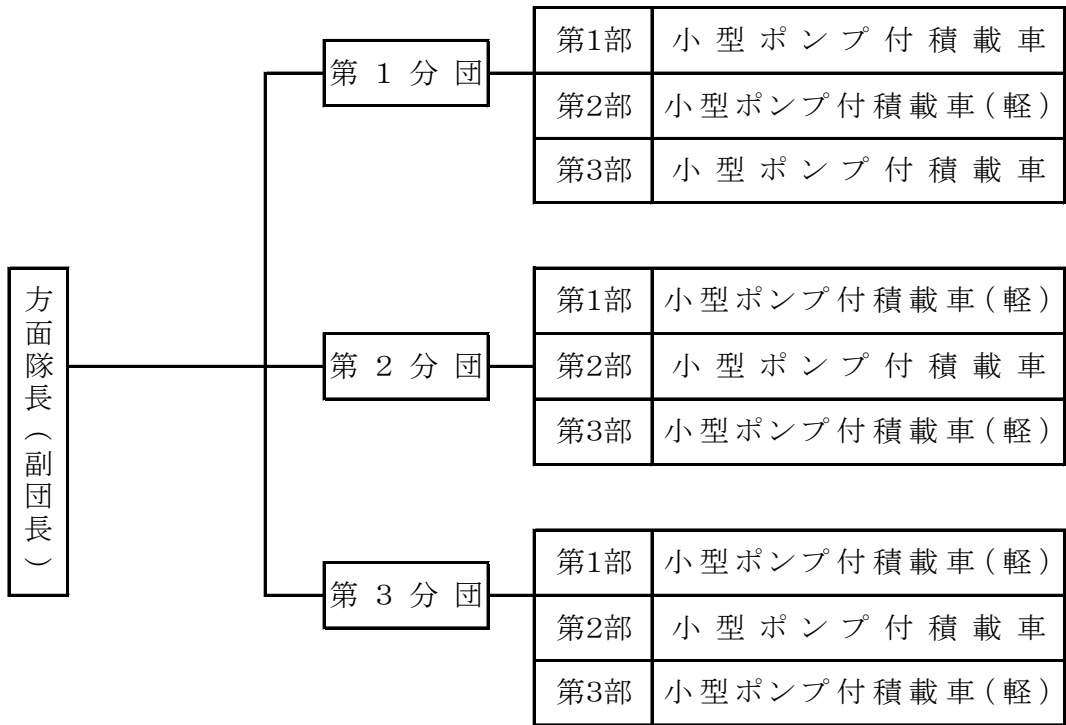 方面隊長（副団長）
第１分団
第1部 小型ポンプ付積載車
第2部 小型ポンプ付積載車(軽)
第3部 小型ポンプ付積載車
第２分団
第1部 小型ポンプ付積載車(軽)
第2部 小型ポンプ付積載車
第3部 小型ポンプ付積載車(軽)
第３分団
第1部 小型ポンプ付積載車(軽)
第2部 小型ポンプ付積載車
第3部 小型ポンプ付積載車(軽)